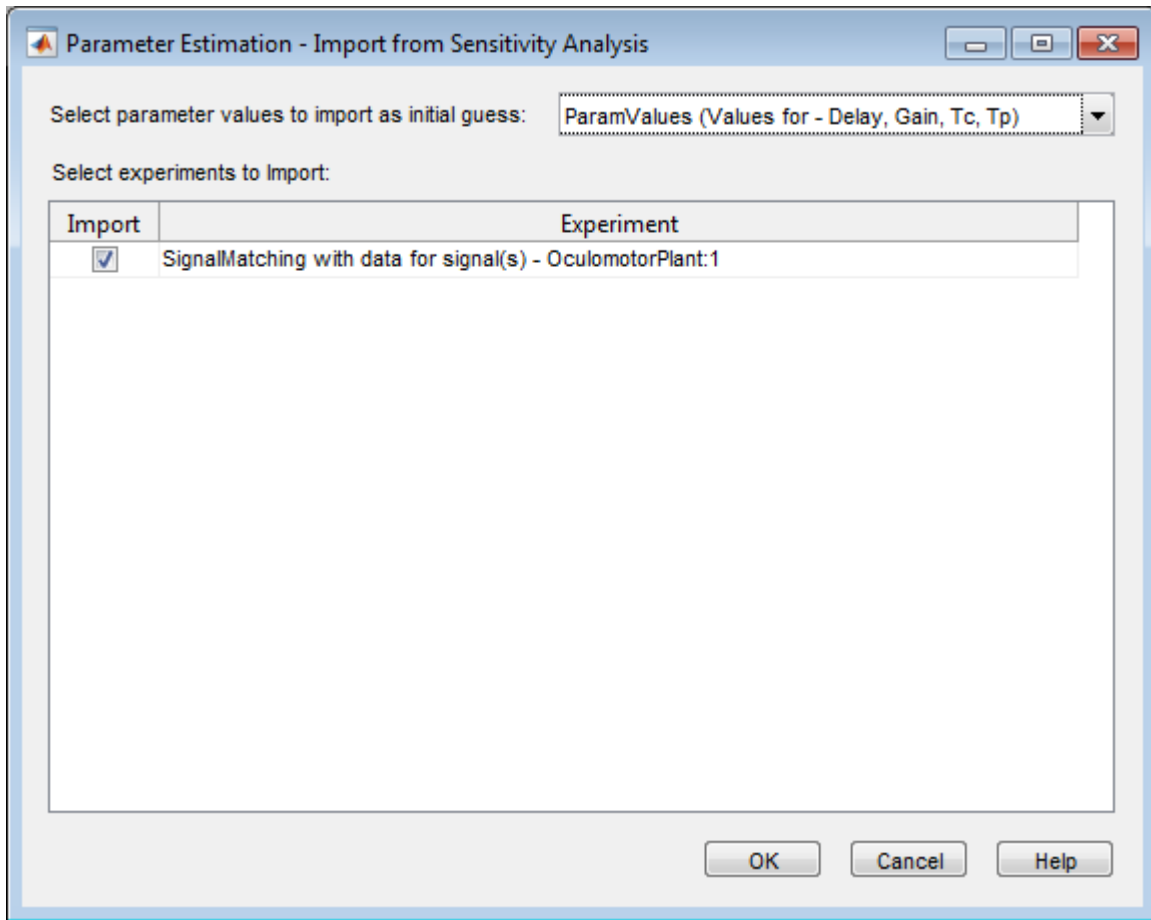 Parameter Estimation - Import from Sensitivity Analysis
Select parameter values to import as initial guess: ParamValues (Values for - Delay, Gain, Tc, Tp)
Select experiments to Import:
Import Experiment
SignalMatching with data for signal(s) - OculomotorPlant:1
OK Cancel Help